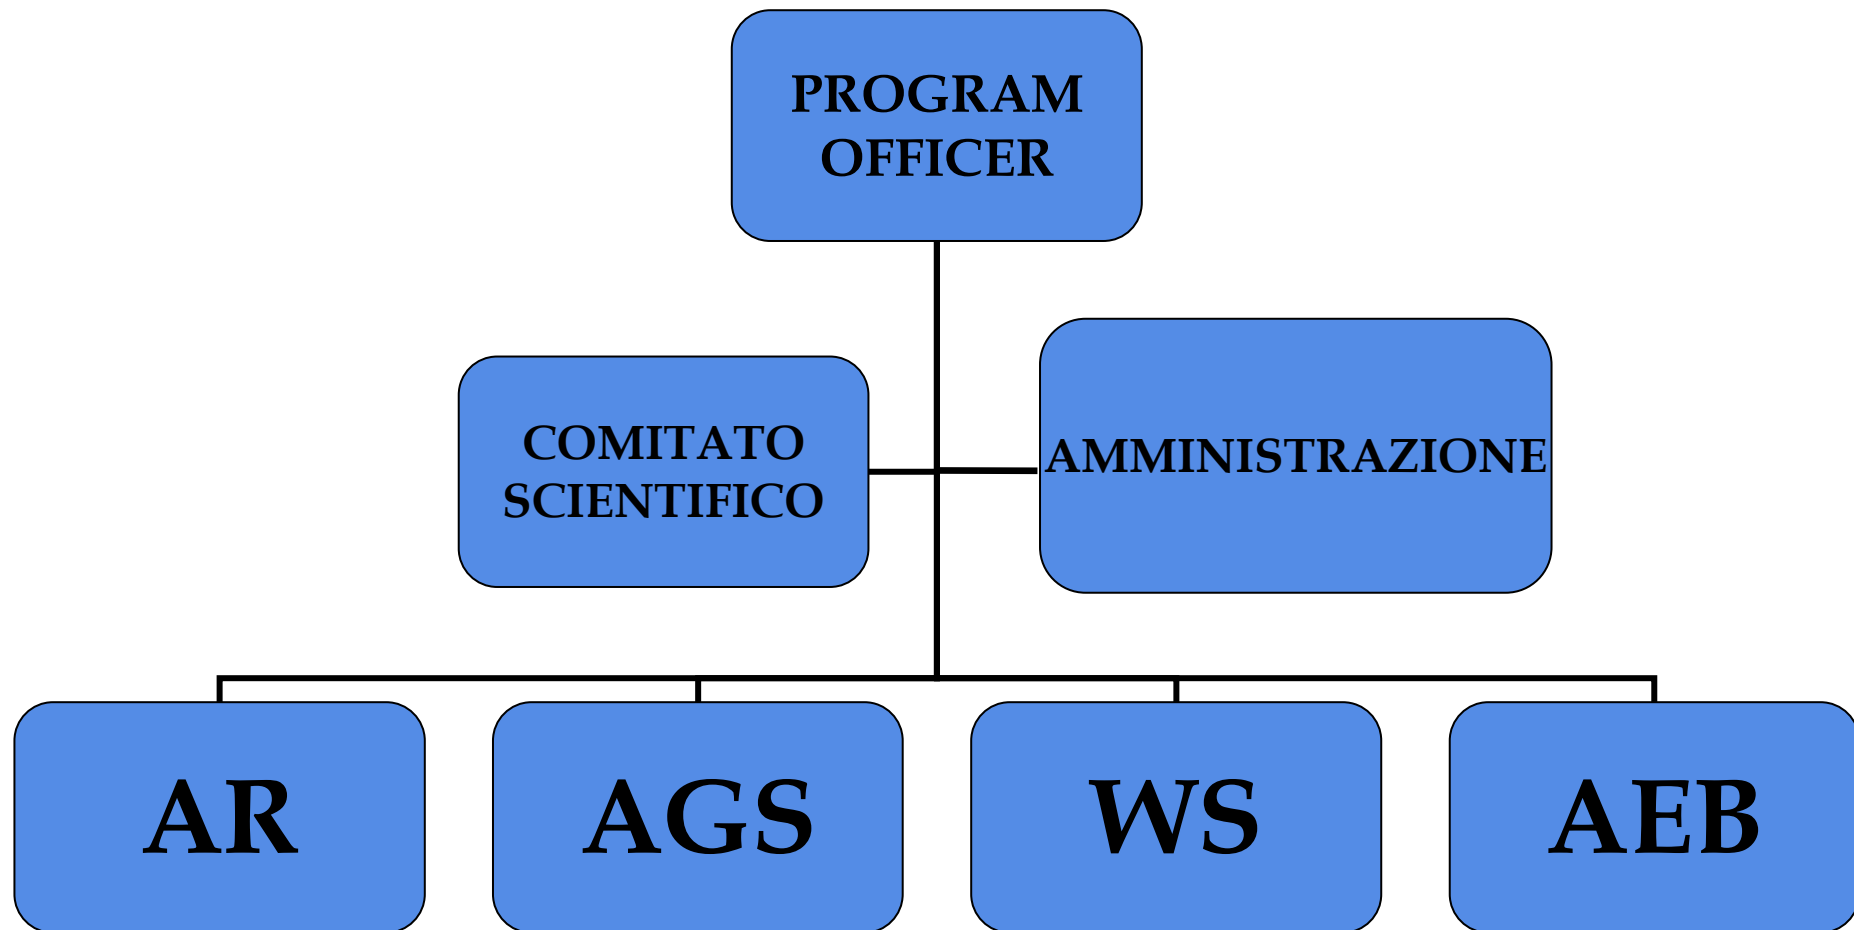 PROGRAM
OFFICER
COMITATO
SCIENTIFICO
AMMINISTRAZIONE
AR
AGS
WS
AEB